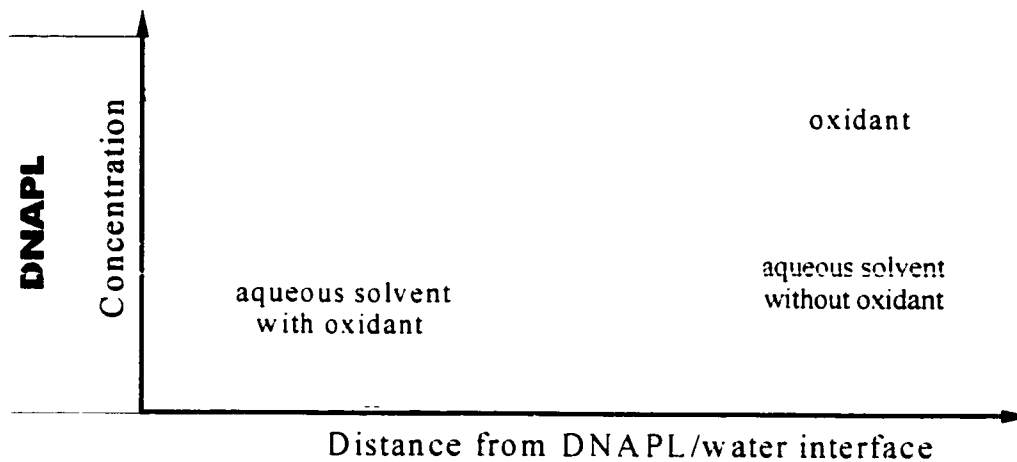 DNAPL
Concentration
oxidant
aqueous solvent
with oxidant
aqueous solvent
without oxidant
Distance from DNAPL/water interface